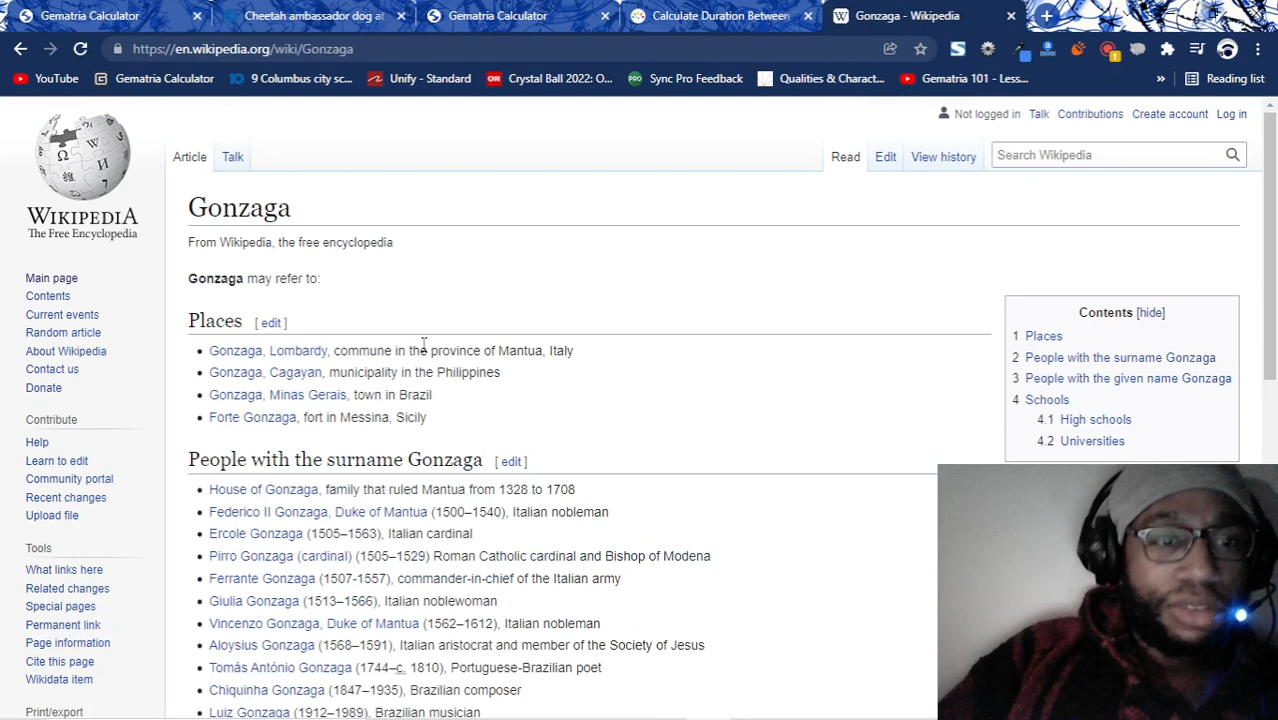 Gematria Calculator
Cheetah ambassador dog at
Gematria Calculator
Calculate Duration Between
Gonzaga - Wikipedia
https://en.wikipedia.org/wiki/Gonzaga
YouTube
Gematria Calculator
9 Columbus city sc...
Unify - Standard
CNN
Crystal Ball 2022: O...
PRO
Sync Pro Feedback
Qualities & Charact...
Gematria 101 - Less...
»
Reading list
Not logged in Talk Contributions Create account Log in
Article Talk
Read Edit View history
Search Wikipedia
WIKIPEDIA
The Free Encyclopedia
Main page
Contents
Current events
Random article
About Wikipedia
Contact us
Donate
Contribute
Help
Learn to edit
Community portal
Recent changes
Upload file
Tools
What links here
Related changes
Special pages
Permanent link
Page information
Cite this page
Wikidata item
Print/export
Gonzaga
From Wikipedia, the free encyclopedia
Gonzaga may refer to:
Places [ edit ]
• Gonzaga, Lombardy, commune in the province of Mantua, Italy
• Gonzaga, Cagayan, municipality in the Philippines
• Gonzaga, Minas Gerais, town in Brazil
• Forte Gonzaga, fort in Messina, Sicily
People with the surname Gonzaga [ edit ]
• House of Gonzaga, family that ruled Mantua from 1328 to 1708
• Federico II Gonzaga, Duke of Mantua (1500–1540), Italian nobleman
• Ercole Gonzaga (1505–1563), Italian cardinal
• Pirro Gonzaga (cardinal) (1505–1529) Roman Catholic cardinal and Bishop of Modena
• Ferrante Gonzaga (1507-1557), commander-in-chief of the Italian army
• Giulia Gonzaga (1513–1566), Italian noblewoman
• Vincenzo Gonzaga, Duke of Mantua (1562–1612), Italian nobleman
• Aloysius Gonzaga (1568–1591), Italian aristocrat and member of the Society of Jesus
• Tomás António Gonzaga (1744–c. 1810), Portuguese-Brazilian poet
• Chiquinha Gonzaga (1847–1935), Brazilian composer
• Luiz Gonzaga (1912–1989), Brazilian musician
Contents [hide]
1 Places
2 People with the surname Gonzaga
3 People with the given name Gonzaga
4 Schools
4.1 High schools
4.2 Universities